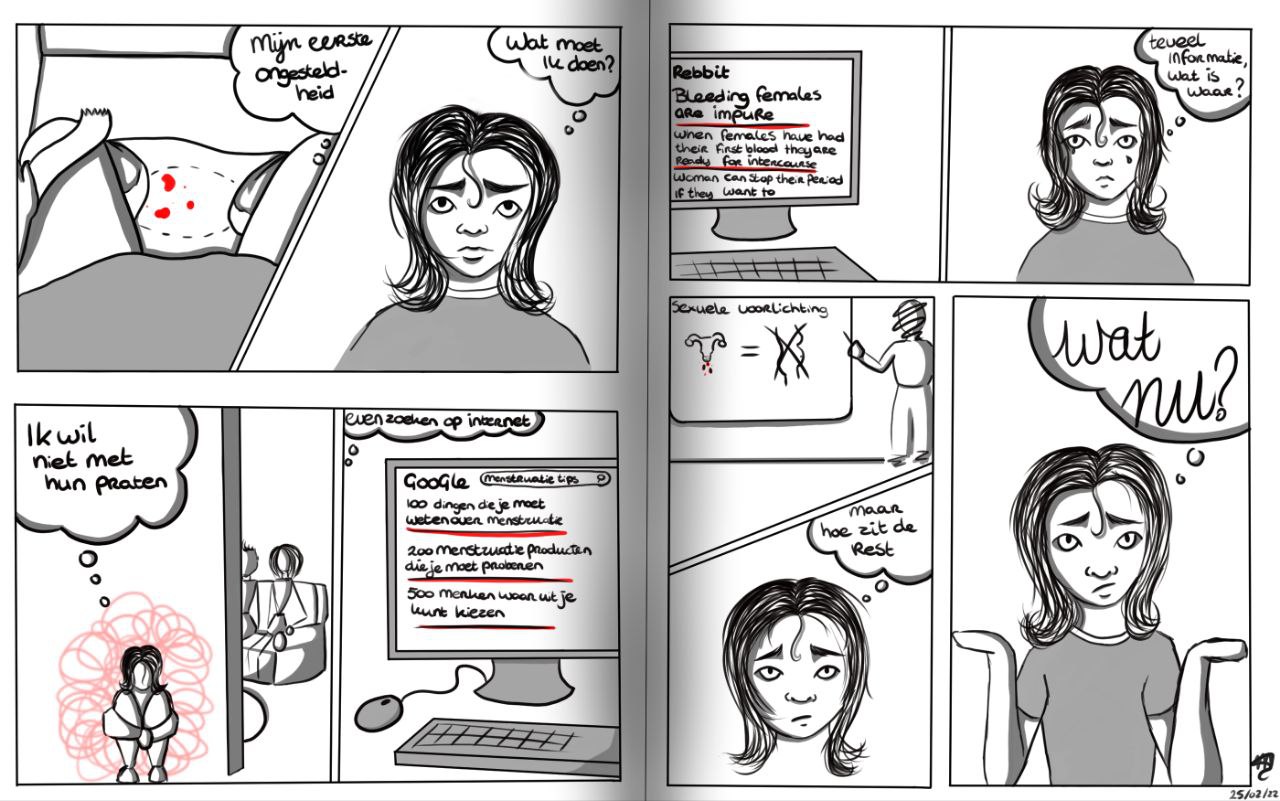 Mijn eerste
ongesteld-
heid
Wat moet
ik doen?
Ik wil
niet met
hun praten
even zoeken op internet
Google menstruatie tips
100 dingen die je moet
weten over menstruatie
200 menstruatie producten
die je moet proberen
500 merken waar uit je
kunt kiezen
Rebbit
Bleeding females
are impure
when females have had
their first blood they are
Ready for intercourse
Woman can stop their period
if they want to
teveel
informatie,
wat is
waar?
Sexuele voorlichting
=
maar
hoe zit de
rest
wat
nu?
25/02/22